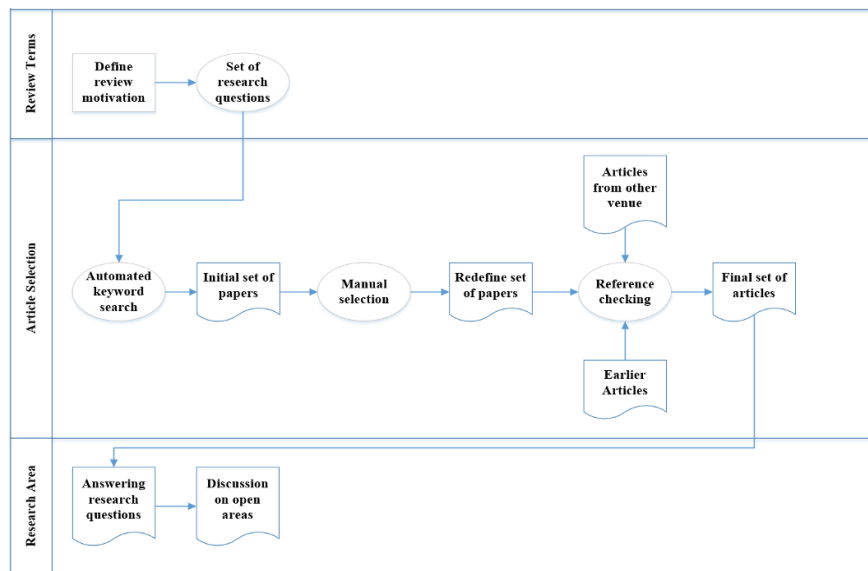 Review Terms
Define
review
motivation
Set of
research
questions
Article Selection
Articles
from other
venue
Automated
keyword
search
Initial set of
papers
Manual
selection
Redefine set
of papers
Reference
checking
Final set of
articles
Earlier
Articles
Research Area
Answering
research
questions
Discussion
on open
areas